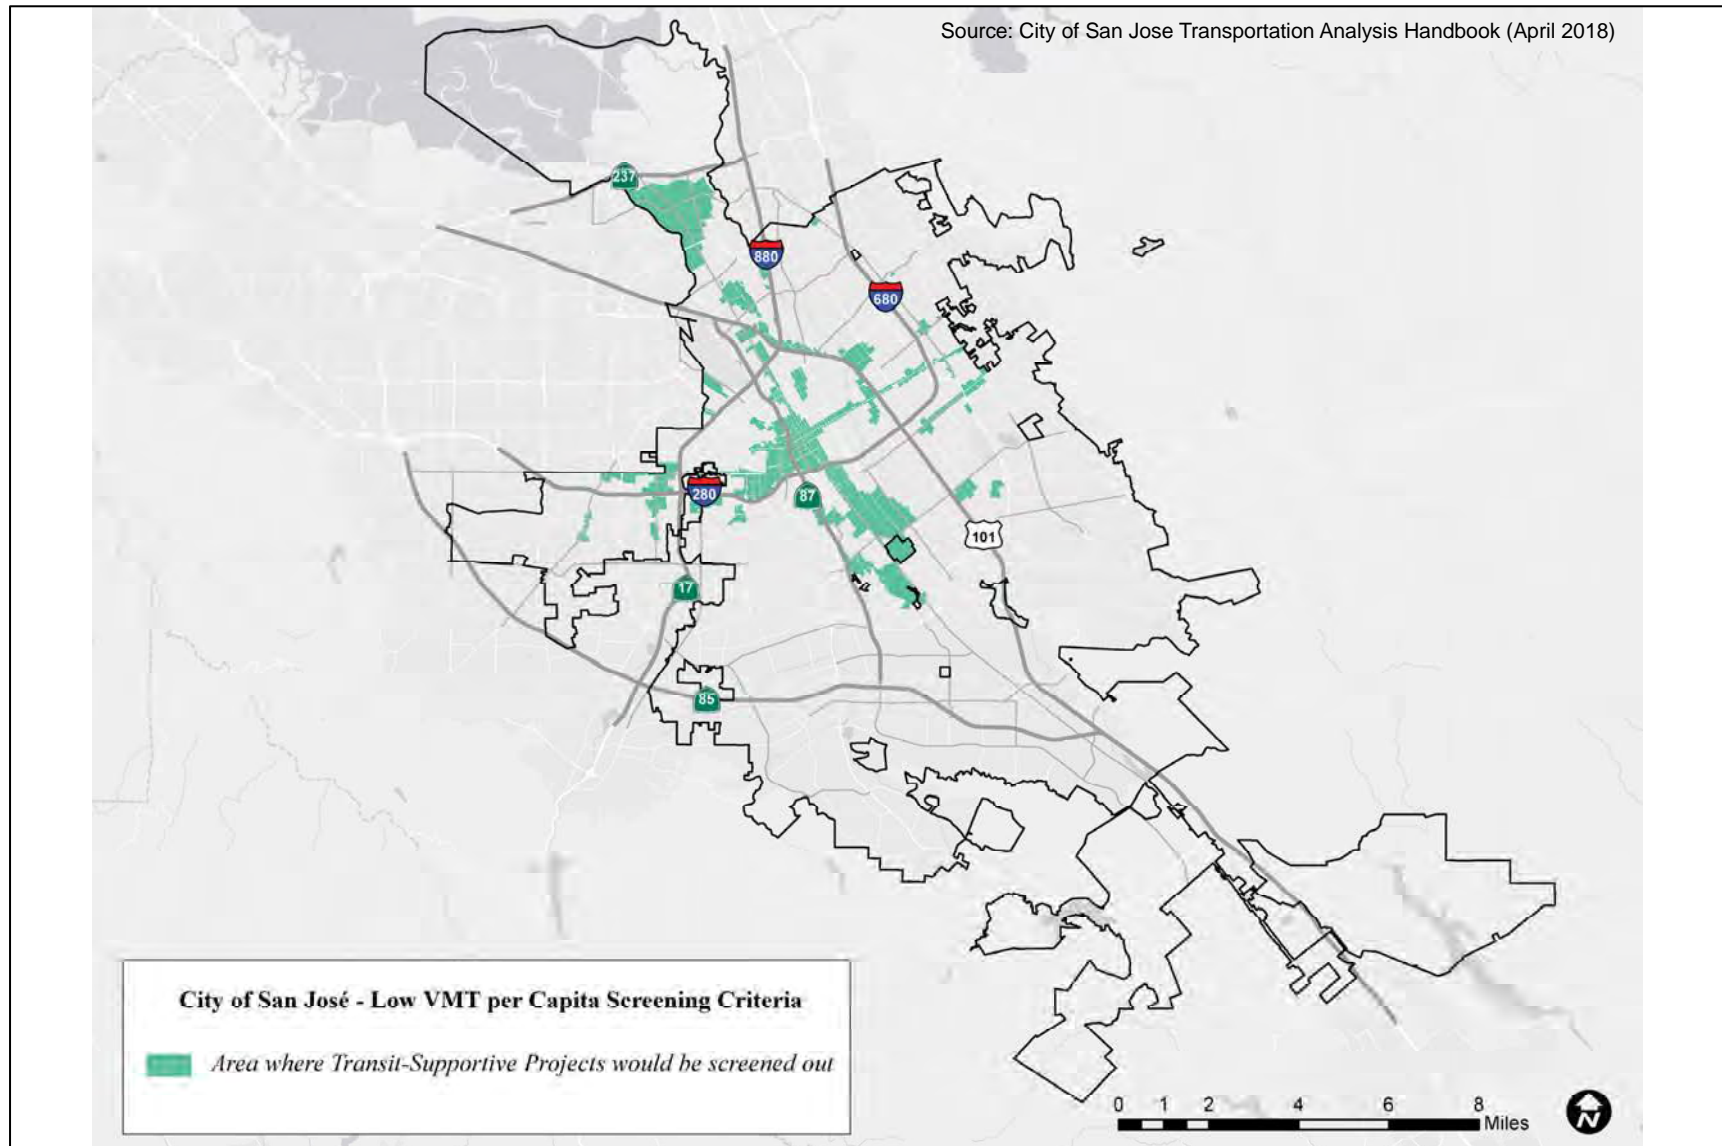 Source: City of San Jose Transportation Analysis Handbook (April 2018)
237
880
680
280
87
101
17
85
City of San José - Low VMT per Capita Screening Criteria
Area where Transit-Supportive Projects would be screened out
0 1 2 4 6 8
Miles